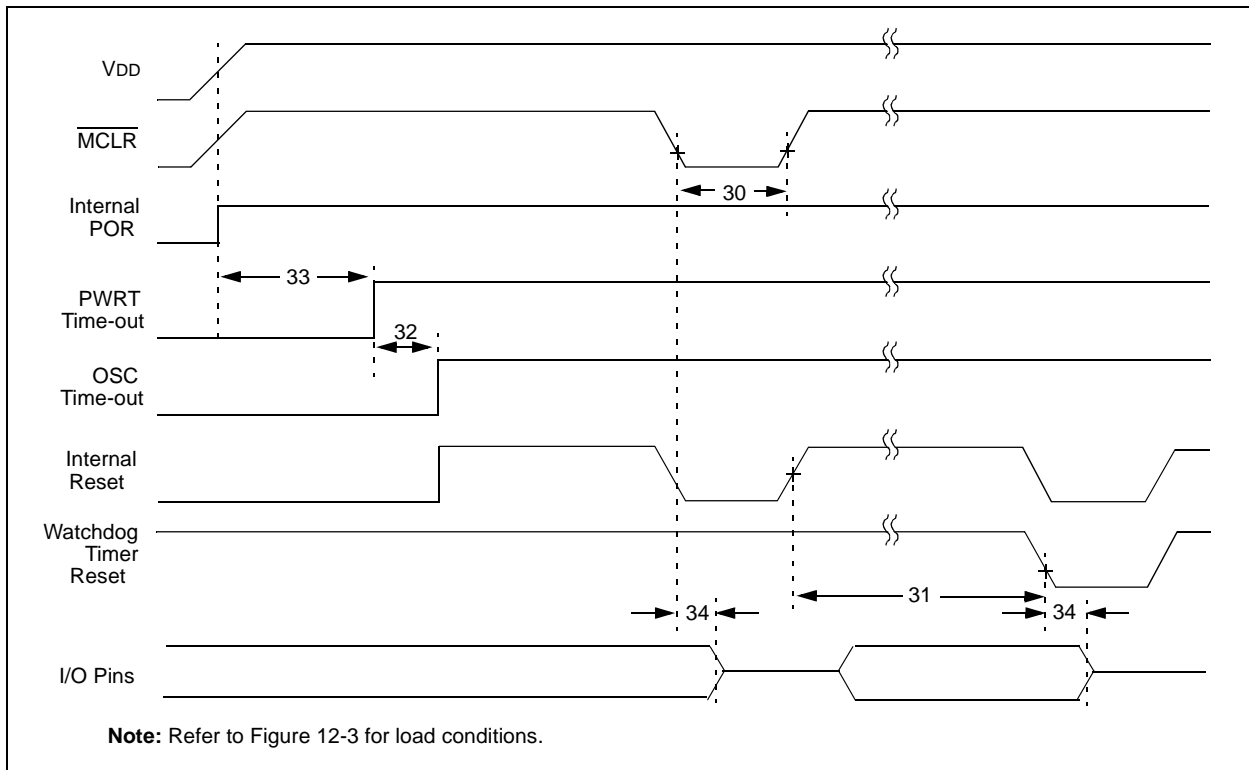 VDD
MCLR
30
Internal
POR
33
PWRT
Time-out
32
OSC
Time-out
Internal
Reset
Watchdog
Timer
Reset
31
34
34
I/O Pins
Note: Refer to Figure 12-3 for load conditions.